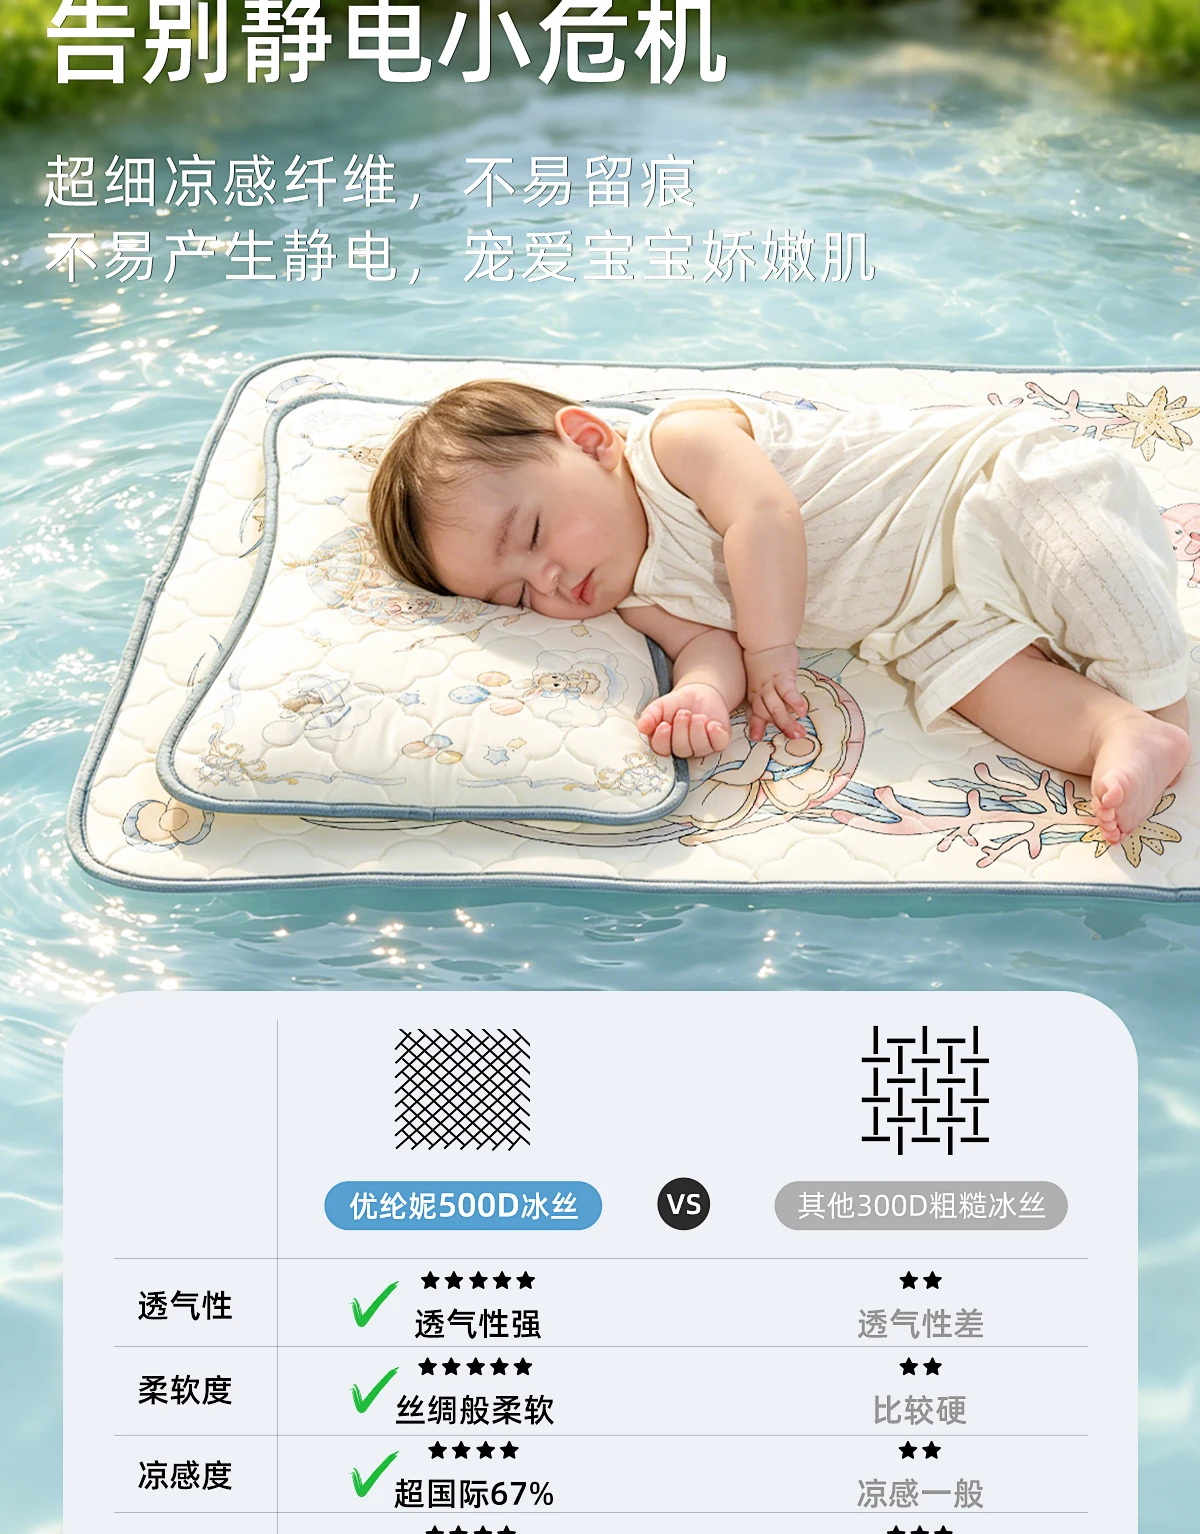 告别静电小危机
超细凉感纤维，不易留痕
不易产生静电，宠爱宝宝娇嫩肌
优纶妮500D冰丝 VS 其他300D粗糙冰丝
★★★★★ ★★
透气性 透气性强 透气性差
★★★★★ ★★
柔软度 丝绸般柔软 比较硬
★★★★ ★★
凉感度 超国际67% 凉感一般
★★★★ ★★★